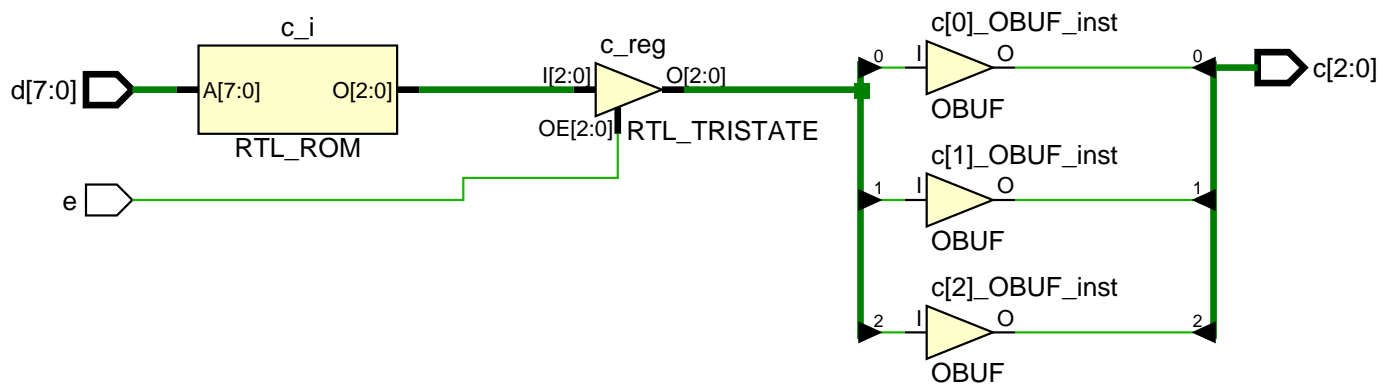 c_i
c_reg
c[0]_OBUF_inst
d[7:0]
A[7:0]
O[2:0]
I[2:0]
O[2:0]
0
I
O
0
c[2:0]
RTL_ROM
OE[2:0]
RTL_TRISTATE
OBUF
c[1]_OBUF_inst
e
1
I
O
1
OBUF
c[2]_OBUF_inst
2
I
O
2
OBUF